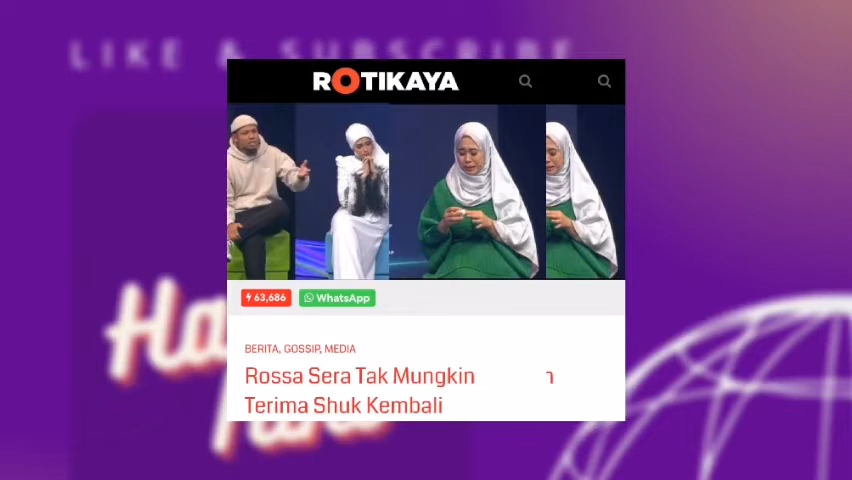 LIKE & SUBSCRIBE
ROTIKAYA
63,686
WhatsApp
BERITA, GOSSIP, MEDIA
Rossa Sera Tak Mungkin
n
Terima Shuk Kembali